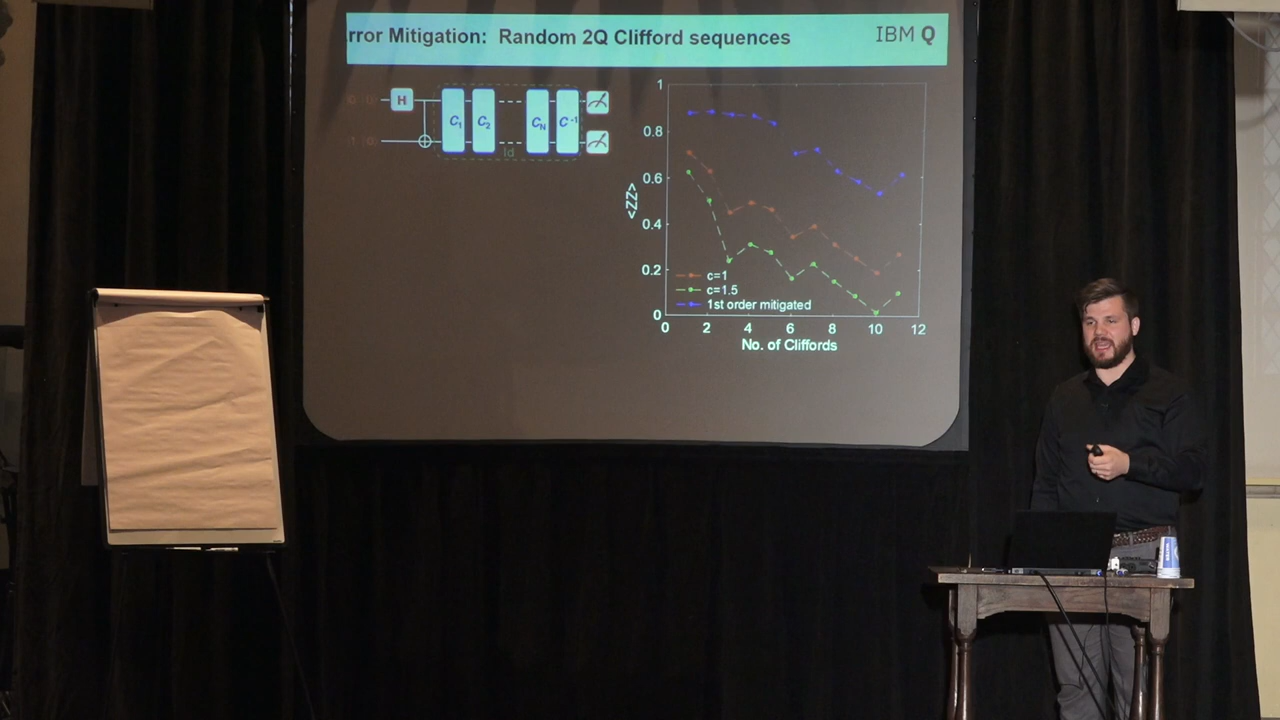 rror Mitigation: Random 2Q Clifford sequences
IBM Q
H
C1 C2 CN C-1
Id
<ZZ>
1
0.8
0.6
0.4
0.2
0
c=1
c=1.5
1st order mitigated
0 2 4 6 8 10 12
No. of Cliffords